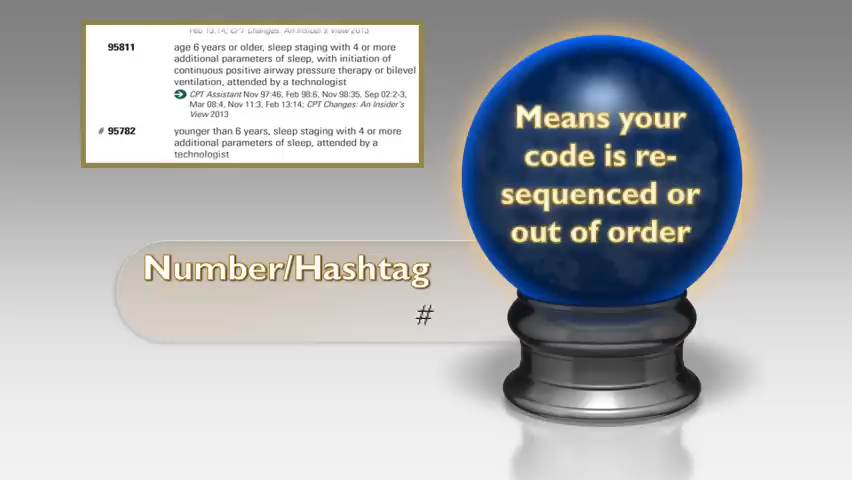 Feb 13:14; CPT Changes: An Insider's View 2013
95811 age 6 years or older, sleep staging with 4 or more
additional parameters of sleep, with initiation of
continuous positive airway pressure therapy or bilevel
ventilation, attended by a technologist
CPT Assistant Nov 97:46, Feb 98:6, Nov 98:35, Sep 02:2-3,
Mar 08:4, Nov 11:3, Feb 13:14; CPT Changes: An Insider's
View 2013
# 95782 younger than 6 years, sleep staging with 4 or more
additional parameters of sleep, attended by a
technologist
Means your
code is re-
sequenced or
out of order
Number/Hashtag
#